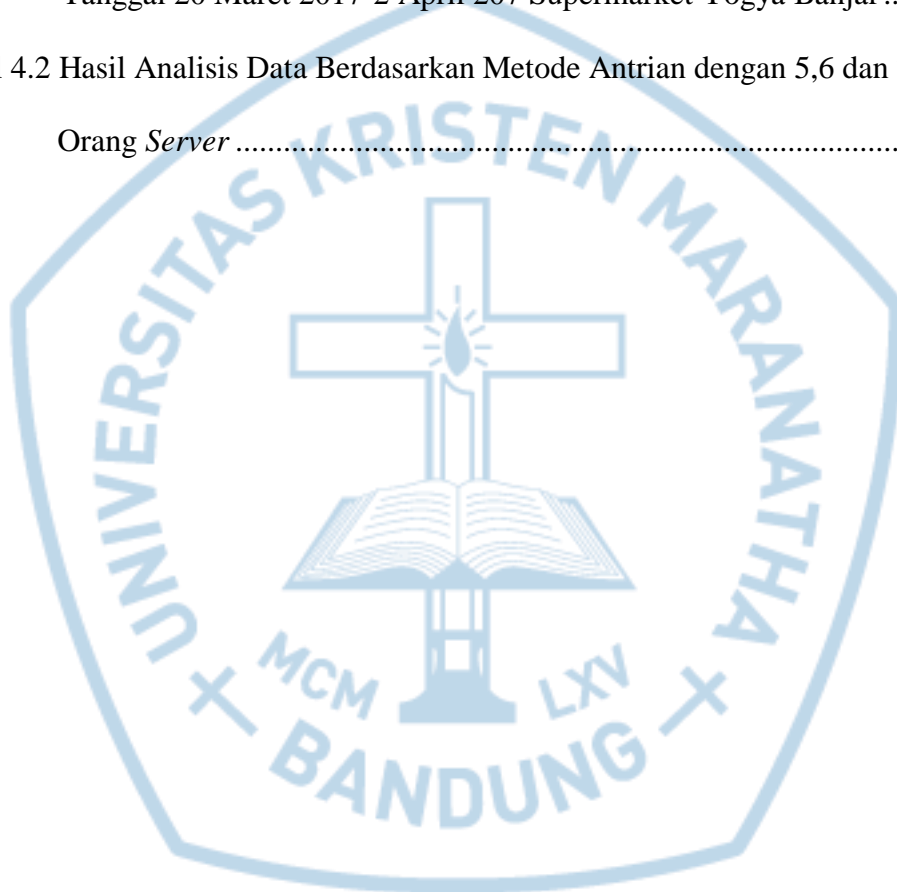 Tanggal 20 Maret 2017-2 April 207 Supermarket Yogya Banjar ..
4.2 Hasil Analisis Data Berdasarkan Metode Antrian dengan 5,6 dan
Orang Server ....................................................................................
UNIVERSITAS KRISTEN MARANATHA
MCM LXV
BANDUNG